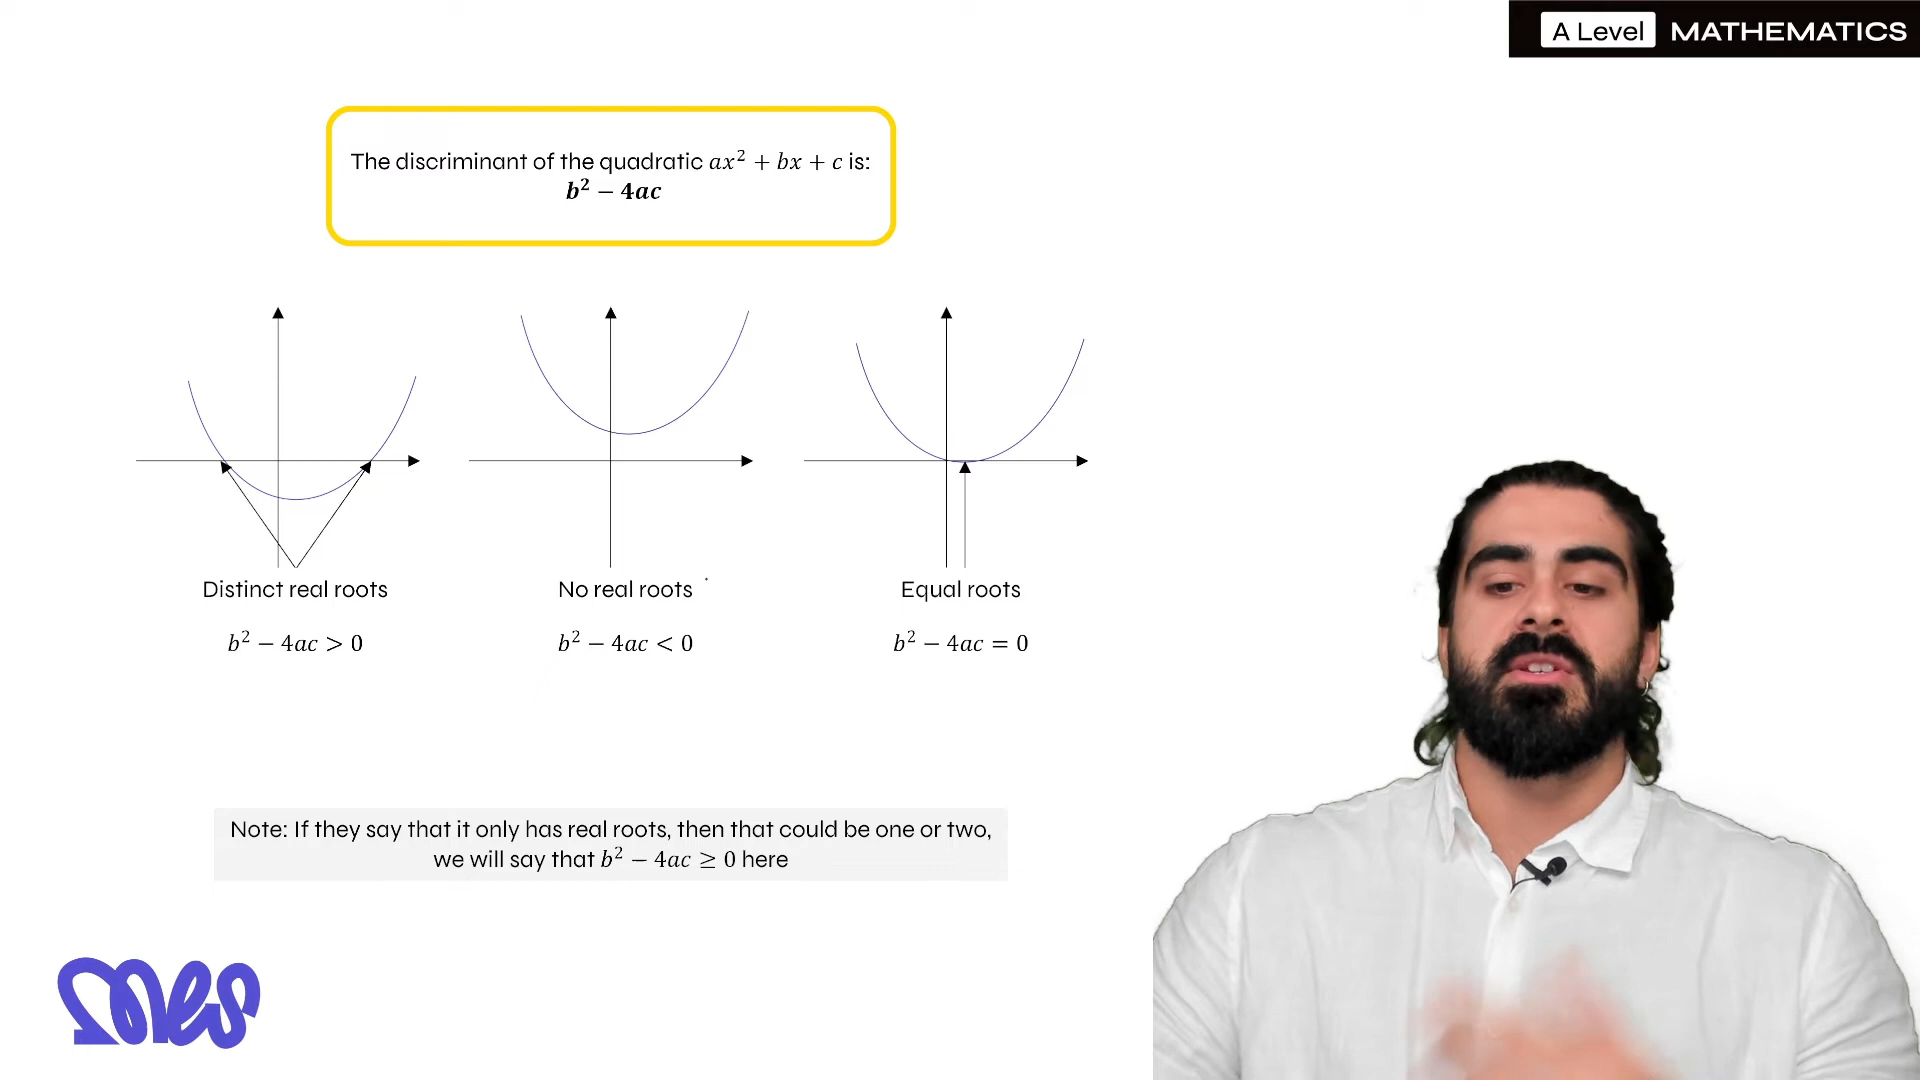 A Level MATHEMATICS
The discriminant of the quadratic ax² + bx + c is:
b² − 4ac
Distinct real roots
No real roots
Equal roots
b² − 4ac > 0
b² − 4ac < 0
b² − 4ac = 0
Note: If they say that it only has real roots, then that could be one or two,
we will say that b² − 4ac ≥ 0 here